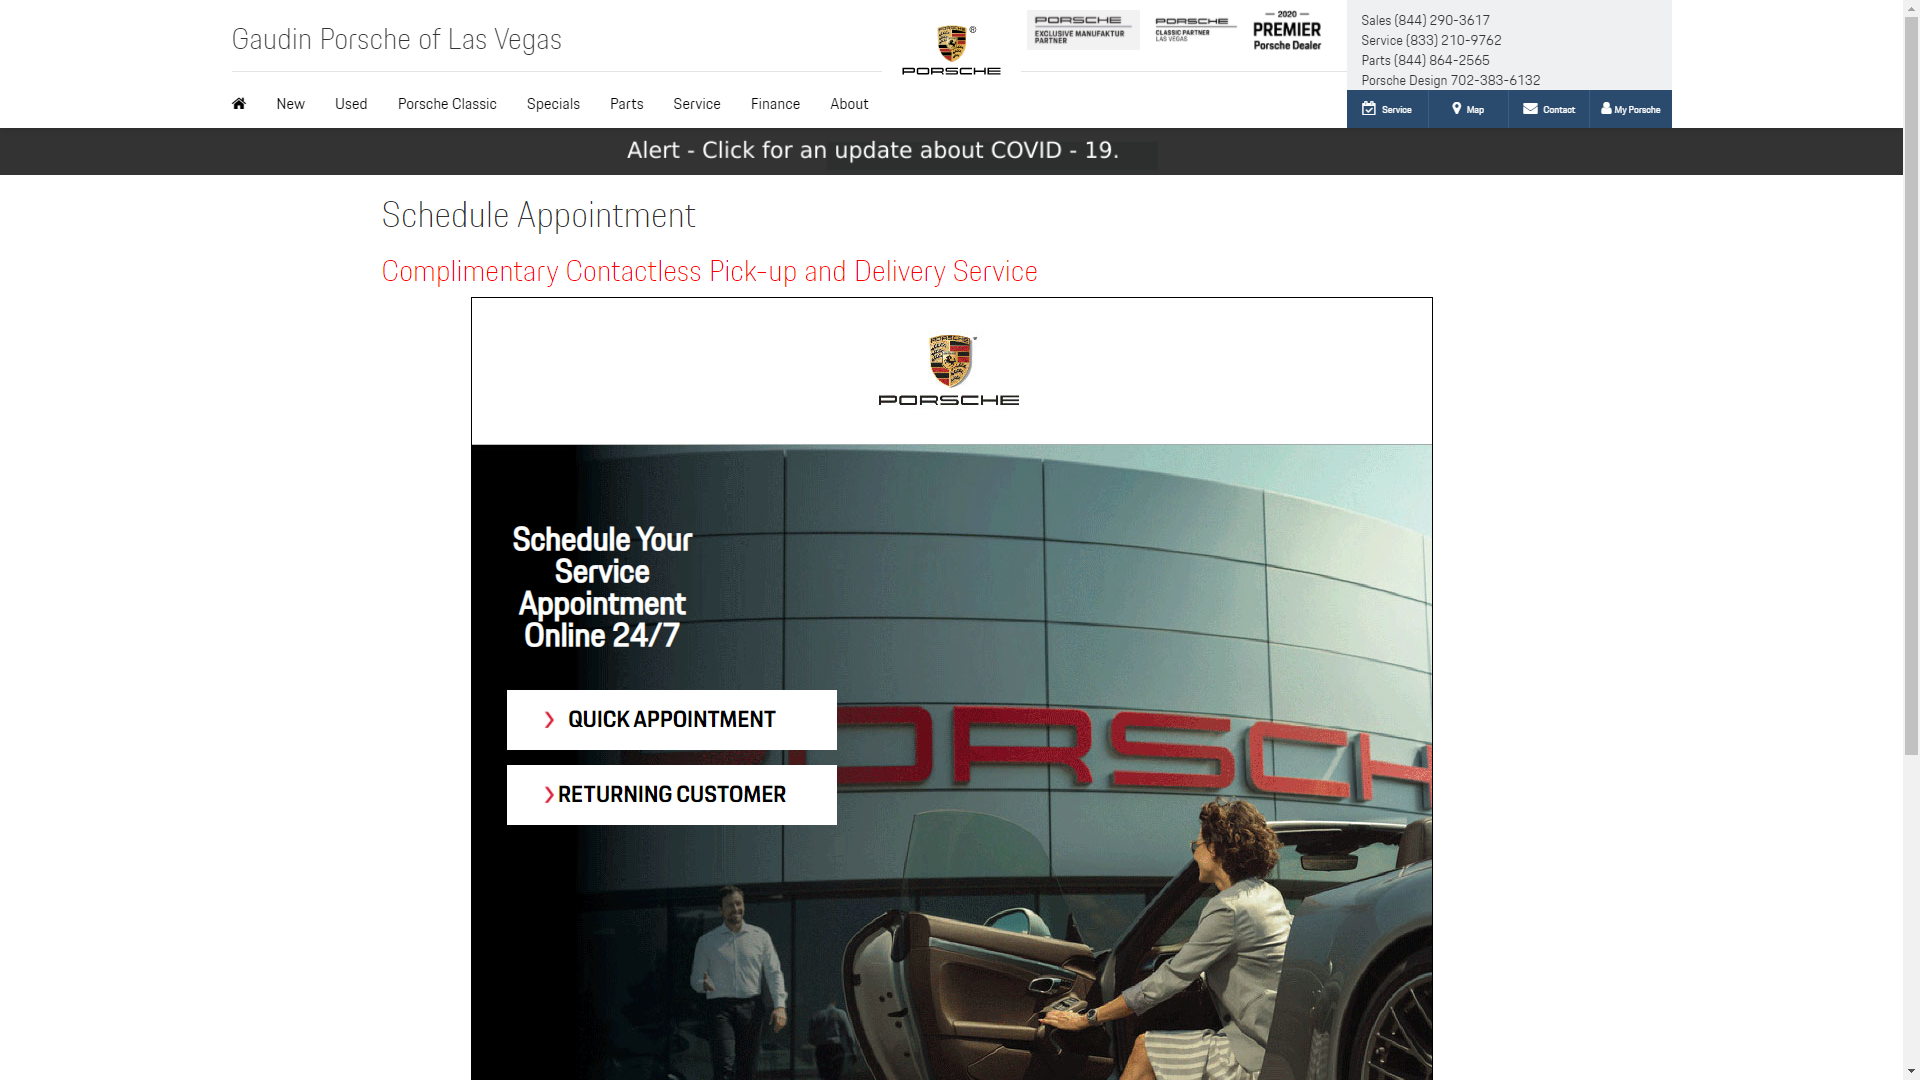 Gaudin Porsche of Las Vegas
PORSCHE
PORSCHE
EXCLUSIVE MANUFAKTUR
PARTNER
PORSCHE
CLASSIC PARTNER
LAS VEGAS
2020
PREMIER
Porsche Dealer
Sales (844) 290-3617
Service (833) 210-9762
Parts (844) 864-2565
Porsche Design 702-383-6132
New Used Porsche Classic Specials Parts Service Finance About
Service Map Contact My Porsche
Alert - Click for an update about COVID - 19.
Schedule Appointment
Complimentary Contactless Pick-up and Delivery Service
PORSCHE
Schedule Your
Service
Appointment
Online 24/7
QUICK APPOINTMENT
RETURNING CUSTOMER
ORSCH